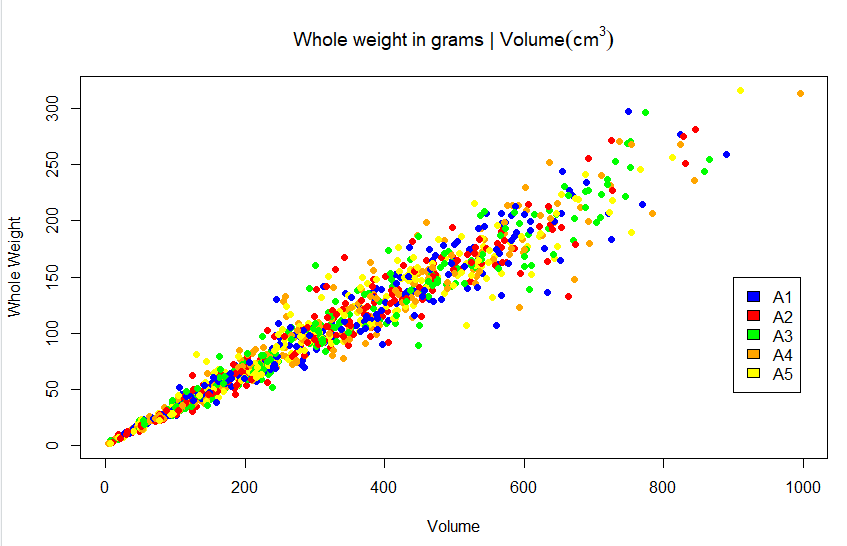 Whole weight in grams | Volume(cm³)
Whole Weight
300
250
200
150
100
50
0
A1
A2
A3
A4
A5
0 200 400 600 800 1000
Volume